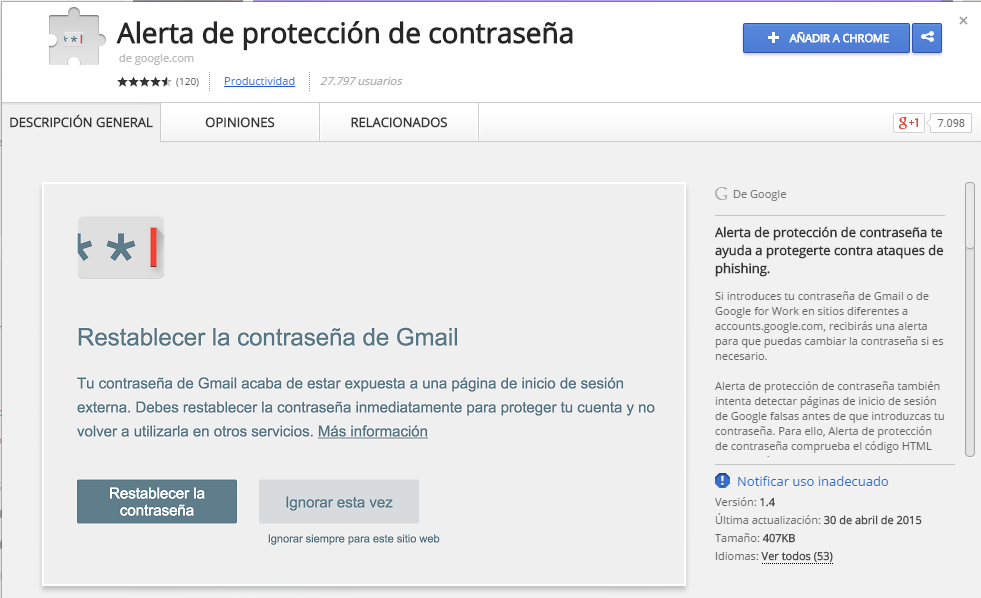 Alerta de protección de contraseña
de google.com
(120) Productividad 27.797 usuarios
AÑADIR A CHROME
DESCRIPCIÓN GENERAL OPINIONES RELACIONADOS
g+1 7.098
**|
Restablecer la contraseña de Gmail
Tu contraseña de Gmail acaba de estar expuesta a una página de inicio de sesión
externa. Debes restablecer la contraseña inmediatamente para proteger tu cuenta y no
volver a utilizarla en otros servicios. Más información
Restablecer la
contraseña
Ignorar esta vez
Ignorar siempre para este sitio web
G De Google
Alerta de protección de contraseña te
ayuda a protegerte contra ataques de
phishing.
Si introduces tu contraseña de Gmail o de
Google for Work en sitios diferentes a
accounts.google.com, recibirás una alerta
para que puedas cambiar la contraseña si es
necesario.
Alerta de protección de contraseña también
intenta detectar páginas de inicio de sesión
de Google falsas antes de que introduzcas tu
contraseña. Para ello, Alerta de protección
de contraseña comprueba el código HTML
Notificar uso inadecuado
Versión: 1.4
Última actualización: 30 de abril de 2015
Tamaño: 407KB
Idiomas: Ver todos (53)